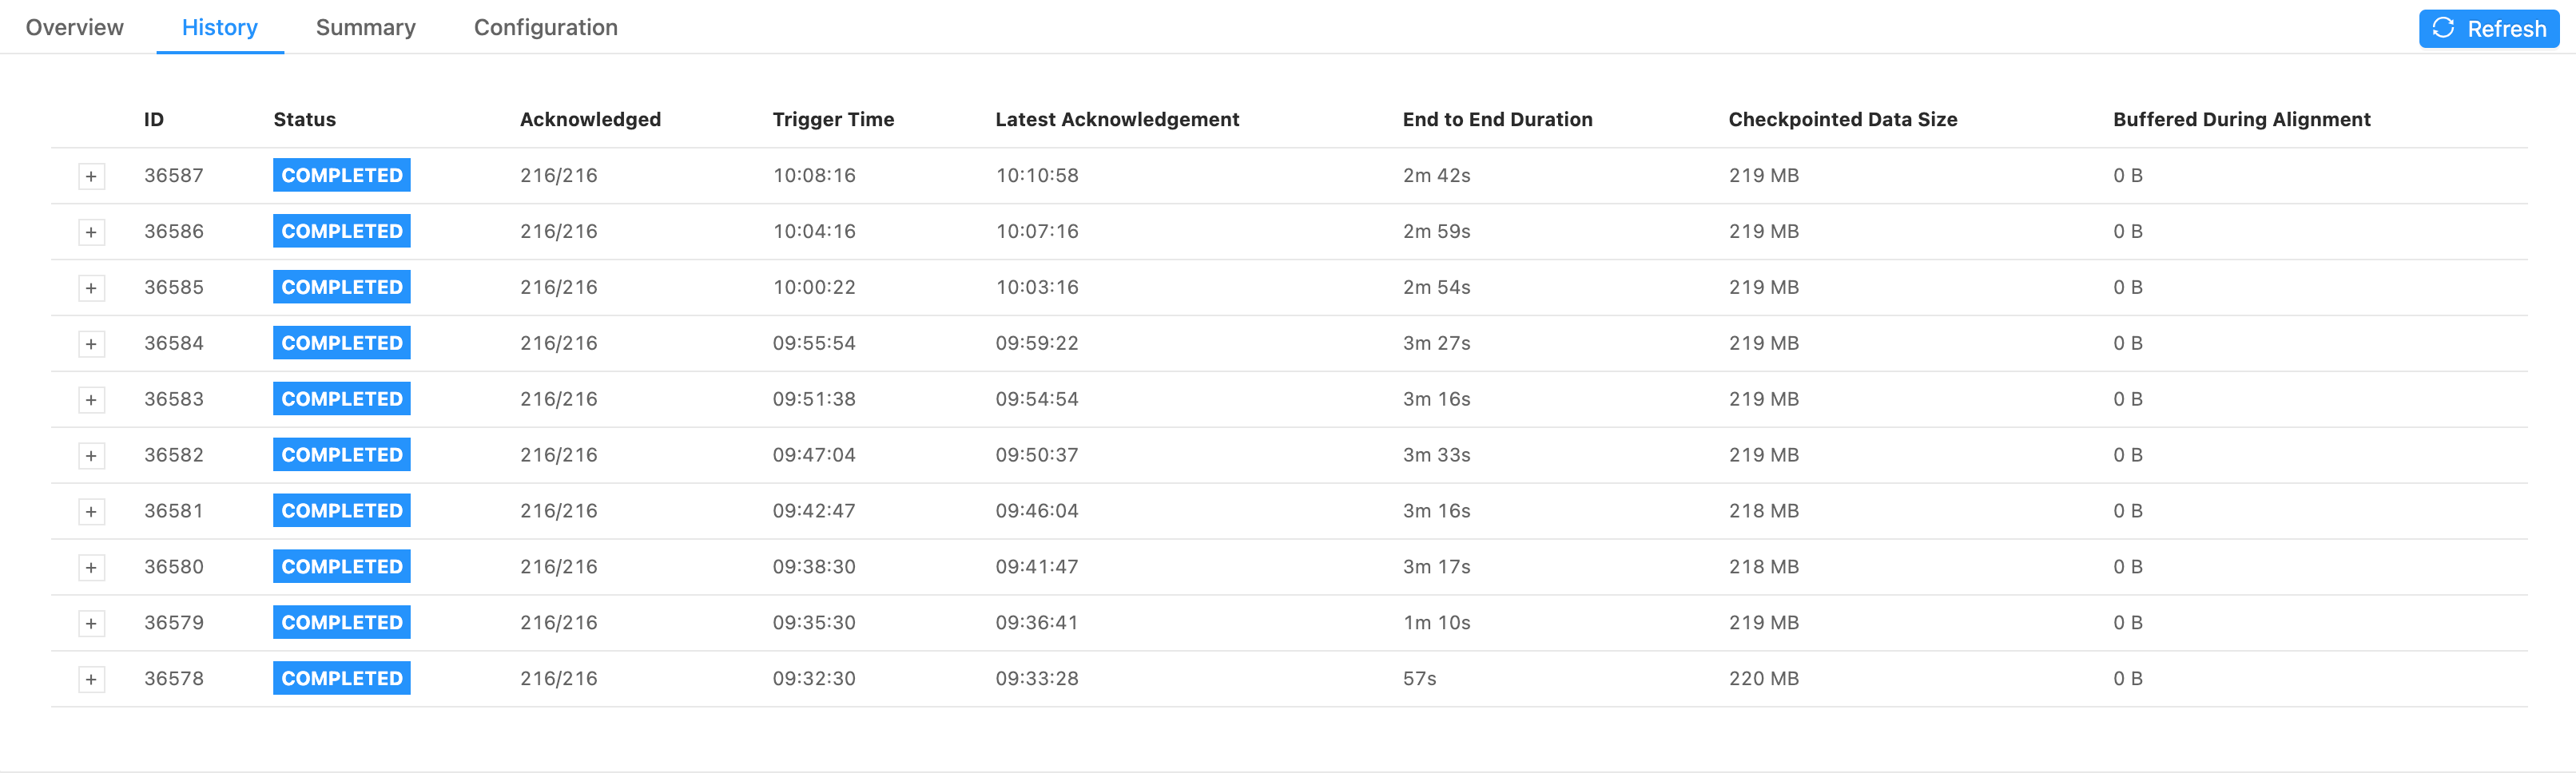 Overview History Summary Configuration Refresh
ID Status Acknowledged Trigger Time Latest Acknowledgement End to End Duration Checkpointed Data Size Buffered During Alignment
+ 36587 COMPLETED 216/216 10:08:16 10:10:58 2m 42s 219 MB 0 B
+ 36586 COMPLETED 216/216 10:04:16 10:07:16 2m 59s 219 MB 0 B
+ 36585 COMPLETED 216/216 10:00:22 10:03:16 2m 54s 219 MB 0 B
+ 36584 COMPLETED 216/216 09:55:54 09:59:22 3m 27s 219 MB 0 B
+ 36583 COMPLETED 216/216 09:51:38 09:54:54 3m 16s 219 MB 0 B
+ 36582 COMPLETED 216/216 09:47:04 09:50:37 3m 33s 219 MB 0 B
+ 36581 COMPLETED 216/216 09:42:47 09:46:04 3m 16s 218 MB 0 B
+ 36580 COMPLETED 216/216 09:38:30 09:41:47 3m 17s 218 MB 0 B
+ 36579 COMPLETED 216/216 09:35:30 09:36:41 1m 10s 219 MB 0 B
+ 36578 COMPLETED 216/216 09:32:30 09:33:28 57s 220 MB 0 B